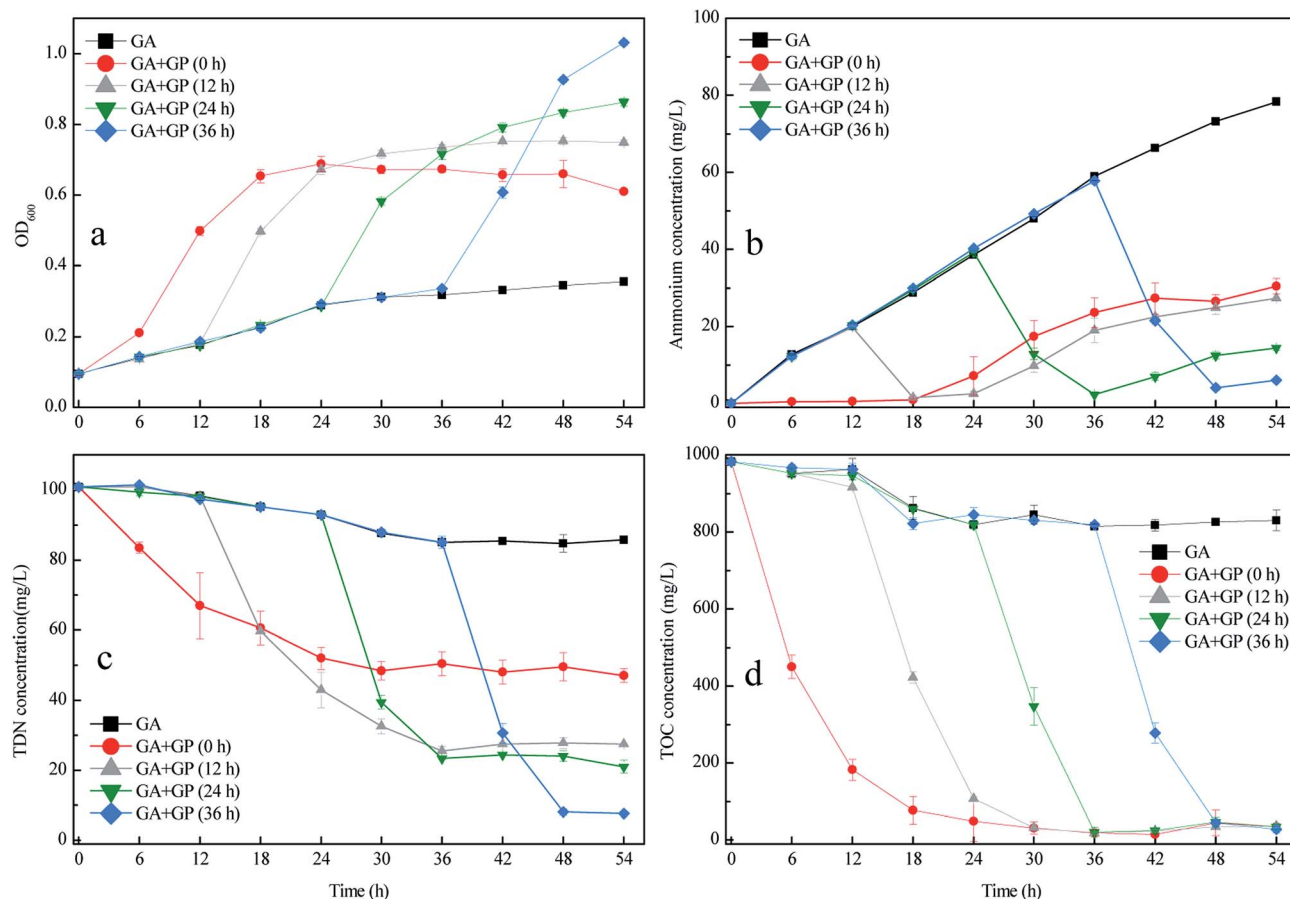 1.0
0.8
0.6
0.4
0.2
0.0
OD600
GA
GA+GP (0 h)
GA+GP (12 h)
GA+GP (24 h)
GA+GP (36 h)
a
0 6 12 18 24 30 36 42 48 54
100
80
60
40
20
0
Ammonium concentration (mg/L)
GA
GA+GP (0 h)
GA+GP (12 h)
GA+GP (24 h)
GA+GP (36 h)
b
0 6 12 18 24 30 36 42 48 54
100
80
60
40
20
0
TDN concentration(mg/L)
c
GA
GA+GP (0 h)
GA+GP (12 h)
GA+GP (24 h)
GA+GP (36 h)
0 6 12 18 24 30 36 42 48 54
Time (h)
1000
800
600
400
200
0
TOC concentration (mg/L)
GA
GA+GP (0 h)
GA+GP (12 h)
GA+GP (24 h)
GA+GP (36 h)
d
0 6 12 18 24 30 36 42 48 54
Time (h)